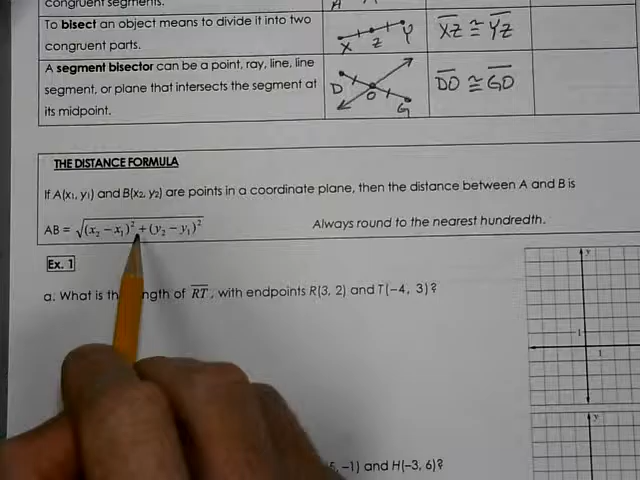 congruent segments.
A
To bisect an object means to divide it into two
congruent parts.
X Z Y
XZ ≅ YZ
A segment bisector can be a point, ray, line, line
segment, or plane that intersects the segment at
its midpoint.
D O G
DO ≅ GO
THE DISTANCE FORMULA
If A(x₁, y₁) and B(x₂, y₂) are points in a coordinate plane, then the distance between A and B is
AB = √(x₂ − x₁)² + (y₂ − y₁)²
Always round to the nearest hundredth.
Ex. 1
a. What is th ngth of RT, with endpoints R(3, 2) and T(−4, 3)?
y
1
1
y
, −1) and H(−3, 6)?